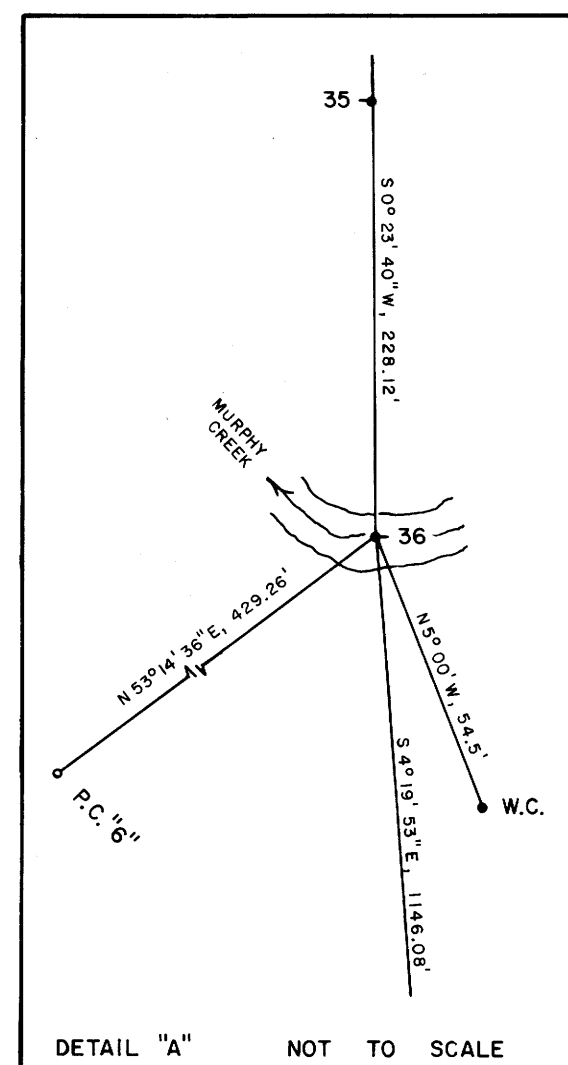 35
S 0° 23' 40" W, 228.12'
MURPHY
CREEK
36
N 53° 14' 36" E, 429.26'
N 5° 00' W, 54.5'
S 4° 19' 53" E, 1146.08'
P.C. "6"
W.C.
DETAIL "A" NOT TO SCALE